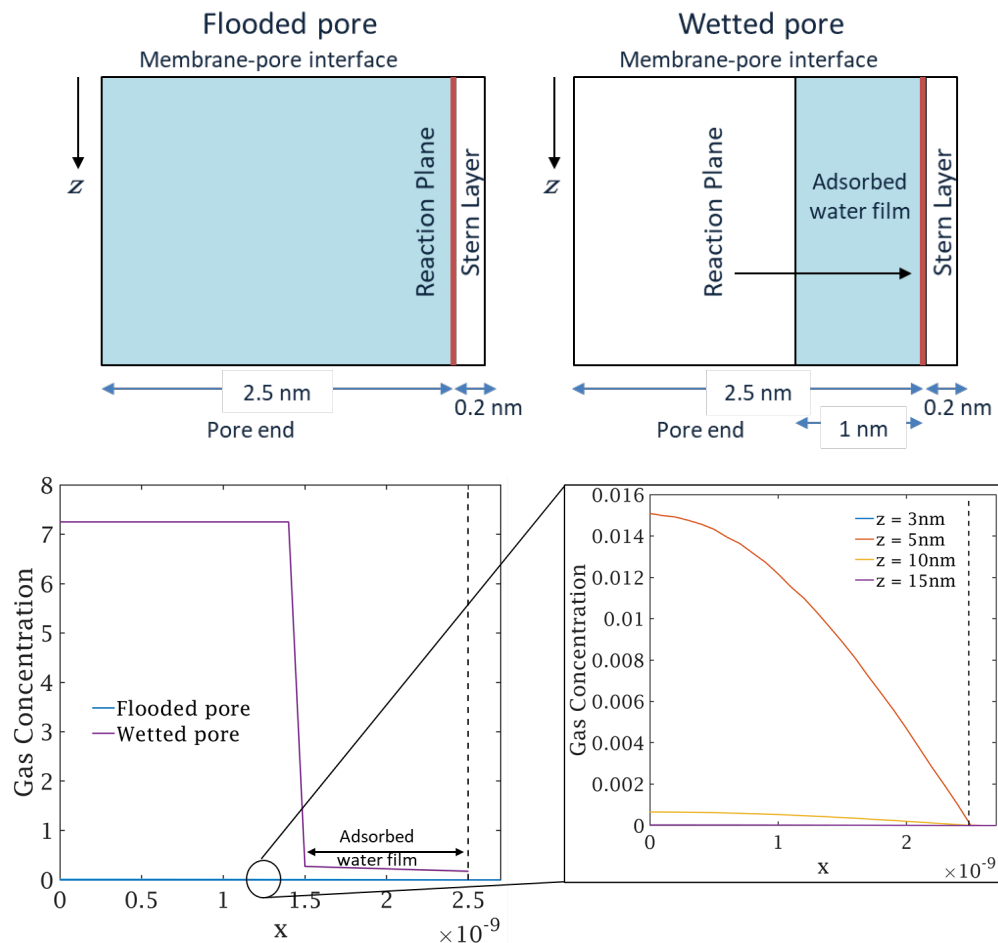 Flooded pore
Membrane-pore interface
z
Reaction Plane
Stern Layer
2.5 nm
0.2 nm
Pore end
Wetted pore
Membrane-pore interface
z
Reaction Plane
Adsorbed
water film
Stern Layer
2.5 nm
0.2 nm
Pore end
1 nm
8
7
6
5
4
3
2
1
0
Gas Concentration
Flooded pore
Wetted pore
Adsorbed
water film
0 0.5 1 1.5 2 2.5
x
×10⁻⁹
0.016
0.014
0.012
0.01
0.008
0.006
0.004
0.002
0
Gas Concentration
z = 3nm
z = 5nm
z = 10nm
z = 15nm
0 1 2
x
×10⁻⁹